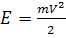 E = mV²/2